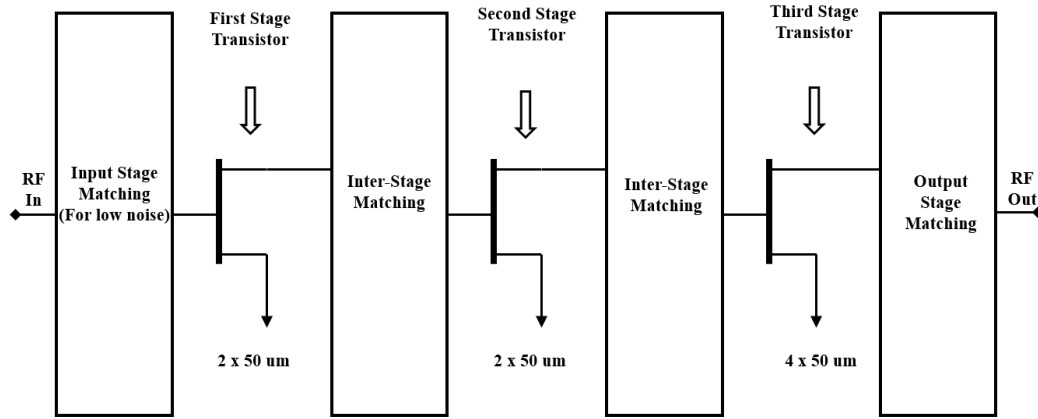 First Stage
Transistor
Second Stage
Transistor
Third Stage
Transistor
RF
In
Input Stage
Matching
(For low noise)
Inter-Stage
Matching
Inter-Stage
Matching
Output
Stage
Matching
RF
Out
2 x 50 um
2 x 50 um
4 x 50 um